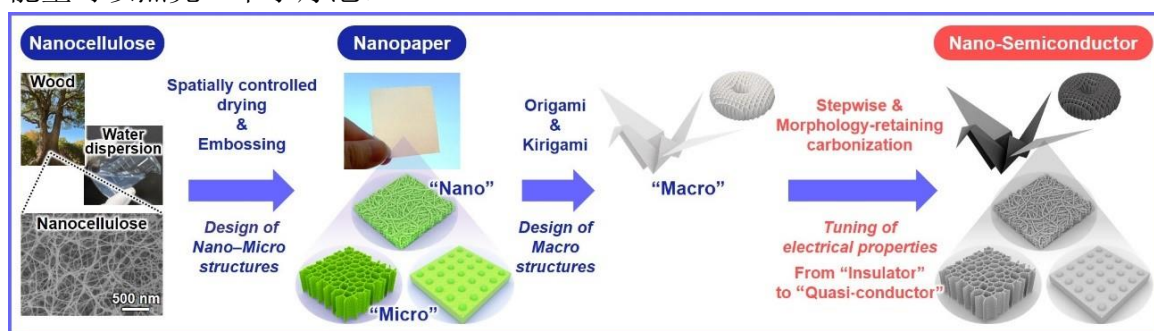 Nanocellulose
Wood
Water
dispersion
Nanocellulose
500 nm
Spatially controlled
drying
&
Embossing
Design of
Nano–Micro
structures
Nanopaper
“Nano”
“Micro”
Origami
&
Kirigami
Design of
Macro
structures
“Macro”
Stepwise &
Morphology-retaining
carbonization
Tuning of
electrical properties
From “Insulator”
to “Quasi-conductor”
Nano-Semiconductor